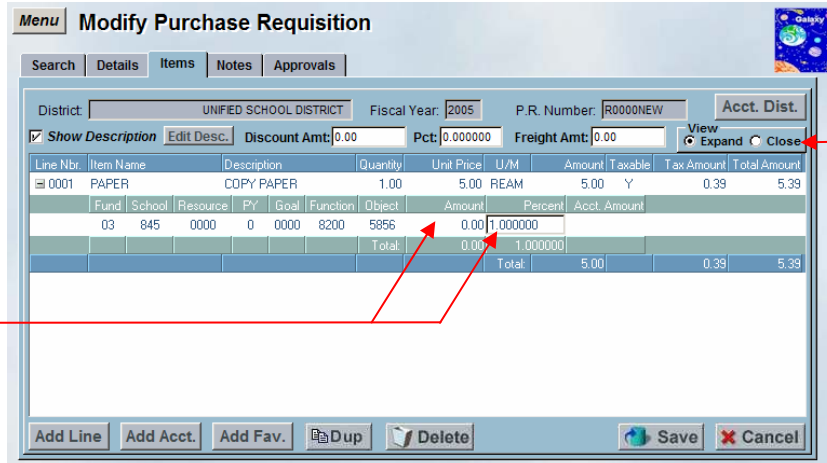 Menu Modify Purchase Requisition
Galaxy
Search Details Items Notes Approvals
District: UNIFIED SCHOOL DISTRICT Fiscal Year: 2005 P.R. Number: R0000NEW Acct. Dist.
Show Description Edit Desc. Discount Amt: 0.00 Pct: 0.000000 Freight Amt: 0.00 View Expand Close
Line Nbr. Item Name Description Quantity Unit Price U/M Amount Taxable Tax Amount Total Amount
0001 PAPER COPY PAPER 1.00 5.00 REAM 5.00 Y 0.39 5.39
Fund School Resource PY Goal Function Object Amount Percent Acct. Amount
03 845 0000 0 0000 8200 5856 0.00 1.000000
Total: 0.00 1.000000
Total: 5.00 0.39 5.39
Add Line Add Acct. Add Fav. Dup Delete Save Cancel